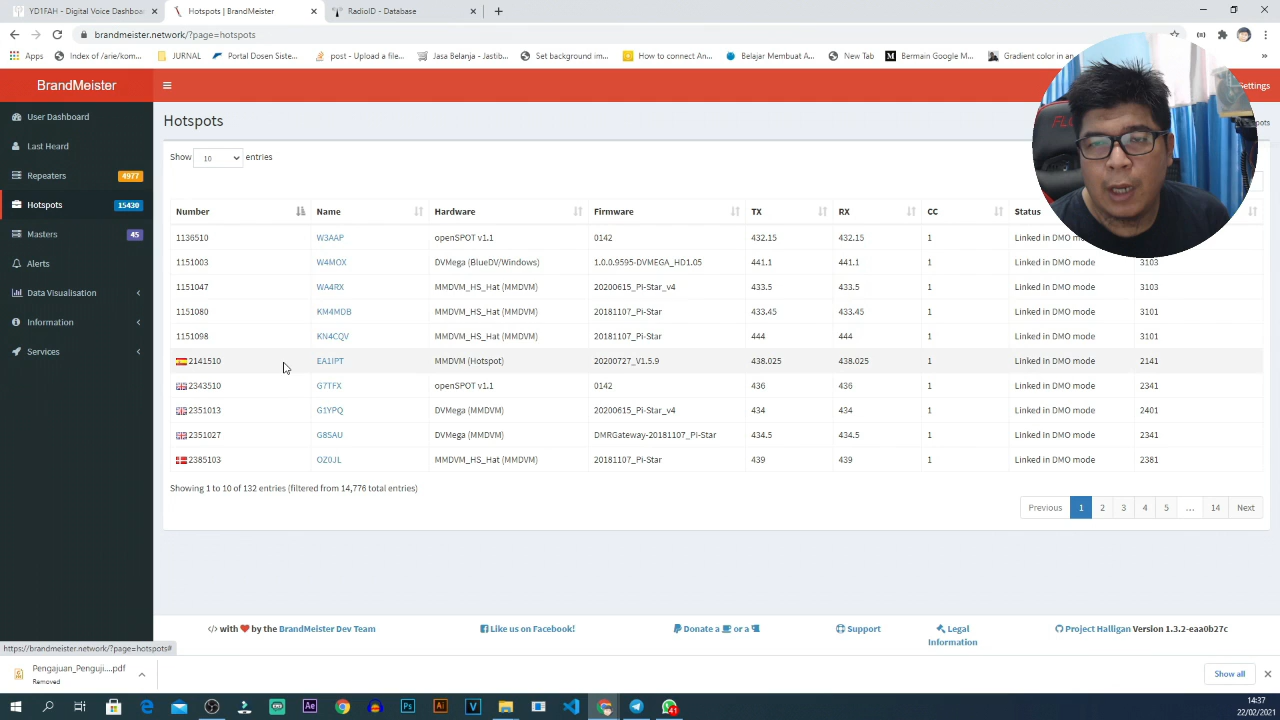 YD1FAH - Digital Voice Dashboard
Hotspots | BrandMeister
RadioID - Database
brandmeister.network/?page=hotspots
Apps
Index of /arie/kom...
JURNAL
Portal Dosen Siste...
post - Upload a file...
Jasa Belanja - Jastib...
Set background im...
How to connect An...
Belajar Membuat A...
New Tab
Bermain Google M...
Gradient color in an
»
BrandMeister
Settings
User Dashboard
Last Heard
Repeaters 4977
Hotspots 15430
Masters 45
Alerts
Data Visualisation
Information
Services
Hotspots
Show 10 entries
Number Name Hardware Firmware TX RX CC Status
1136510 W3AAP openSPOT v1.1 0142 432.15 432.15 1 Linked in DMO mo
1151003 W4MOX DVMega (BlueDV/Windows) 1.0.0.9595-DVMEGA_HD1.05 441.1 441.1 1 Linked in DMO mode 3103
1151047 WA4RX MMDVM_HS_Hat (MMDVM) 20200615_Pi-Star_v4 433.5 433.5 1 Linked in DMO mode 3103
1151080 KM4MDB MMDVM_HS_Hat (MMDVM) 20181107_Pi-Star 433.45 433.45 1 Linked in DMO mode 3101
1151098 KN4CQV MMDVM_HS_Hat (MMDVM) 20181107_Pi-Star 444 444 1 Linked in DMO mode 3101
2141510 EA1IPT MMDVM (Hotspot) 20200727_V1.5.9 438.025 438.025 1 Linked in DMO mode 2141
2343510 G7TFX openSPOT v1.1 0142 436 436 1 Linked in DMO mode 2341
2351013 G1YPQ DVMega (MMDVM) 20200615_Pi-Star_v4 434 434 1 Linked in DMO mode 2401
2351027 G8SAU DVMega (MMDVM) DMRGateway-20181107_Pi-Star 434.5 434.5 1 Linked in DMO mode 2341
2385103 OZ0JL MMDVM_HS_Hat (MMDVM) 20181107_Pi-Star 439 439 1 Linked in DMO mode 2381
Showing 1 to 10 of 132 entries (filtered from 14,776 total entries)
Previous 1 2 3 4 5 ... 14 Next
</> with ❤ by the BrandMeister Dev Team
Like us on Facebook!
Donate a or a
Support
Legal
Information
Project Halligan Version 1.3.2-eaa0b27c
https://brandmeister.network/?page=hotspots#
Pengajuan_Penguji....pdf
Removed
Show all
41
14:37
22/02/2021